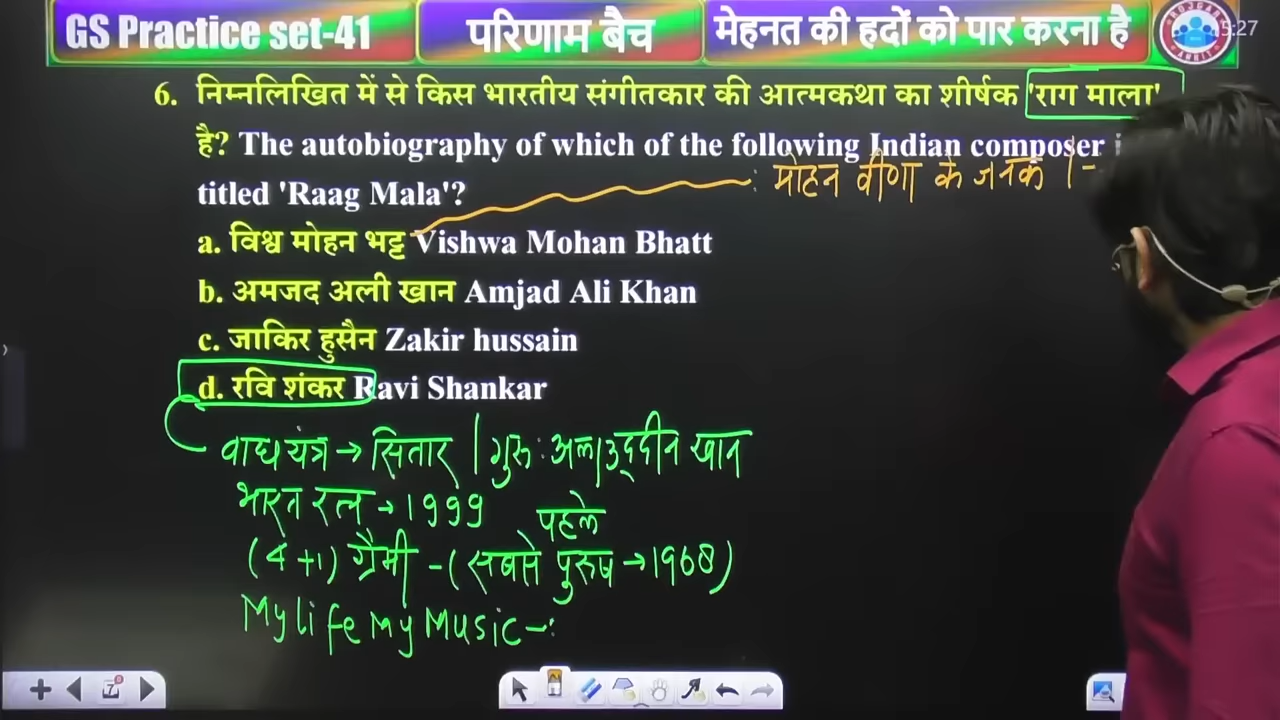 GS Practice set-41
परिणाम बैच
मेहनत की हदों को पार करना है
5:27
6. निम्नलिखित में से किस भारतीय संगीतकार की आत्मकथा का शीर्षक 'राग माला'
है? The autobiography of which of the following Indian composer
titled 'Raag Mala'?
: मोहन वीणा के जनक |-
a. विश्व मोहन भट्ट Vishwa Mohan Bhatt
b. अमजद अली खान Amjad Ali Khan
c. जाकिर हुसैन Zakir hussain
d. रवि शंकर Ravi Shankar
वाद्य यंत्र → सितार | गुरु : अलाउद्दीन खान
भारत रत्न → 1999
पहले
(4+1) ग्रैमी - (सबसे पुरुष → 1968)
My life My Music -: